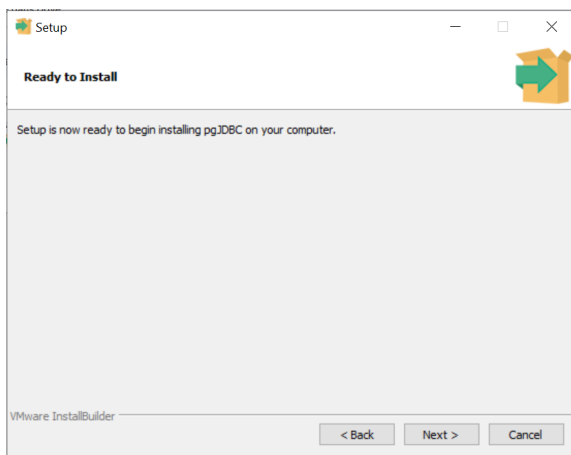 Setup
Ready to Install
Setup is now ready to begin installing pgJDBC on your computer.
VMware InstallBuilder
< Back
Next >
Cancel